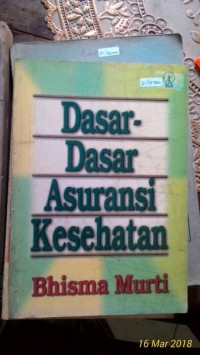 Dasar-
Dasar
Asuransi
Kesehatan
Bhisma Murti
16 Mar 2018